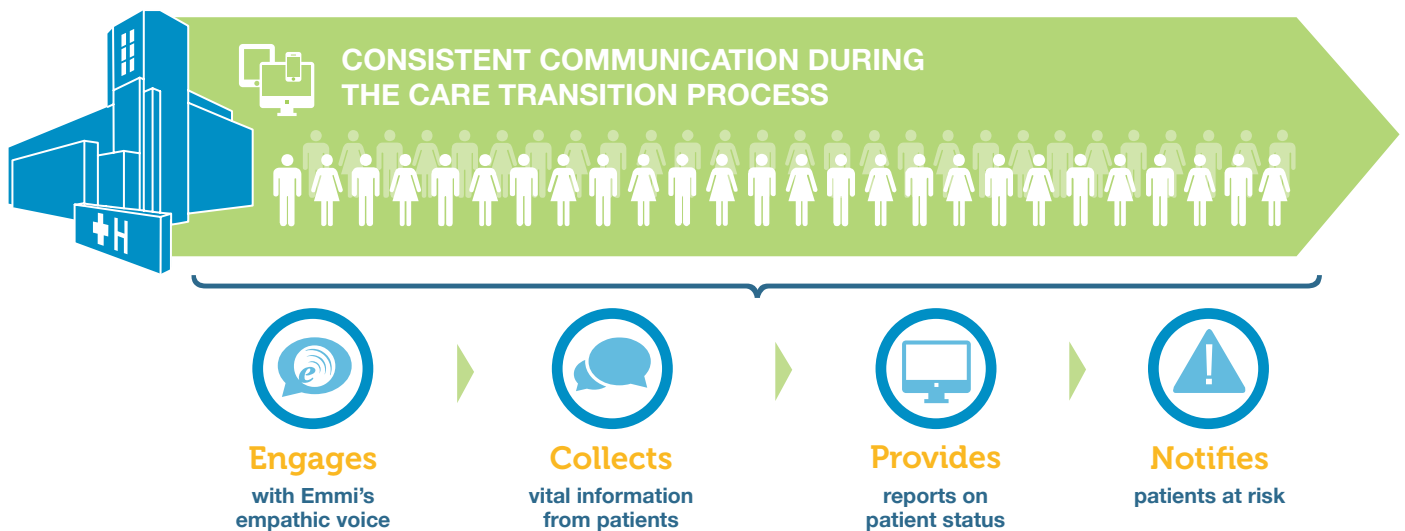 CONSISTENT COMMUNICATION DURING
THE CARE TRANSITION PROCESS
H
e
Engages
with Emmi's
empathic voice
Collects
vital information
from patients
Provides
reports on
patient status
Notifies
patients at risk